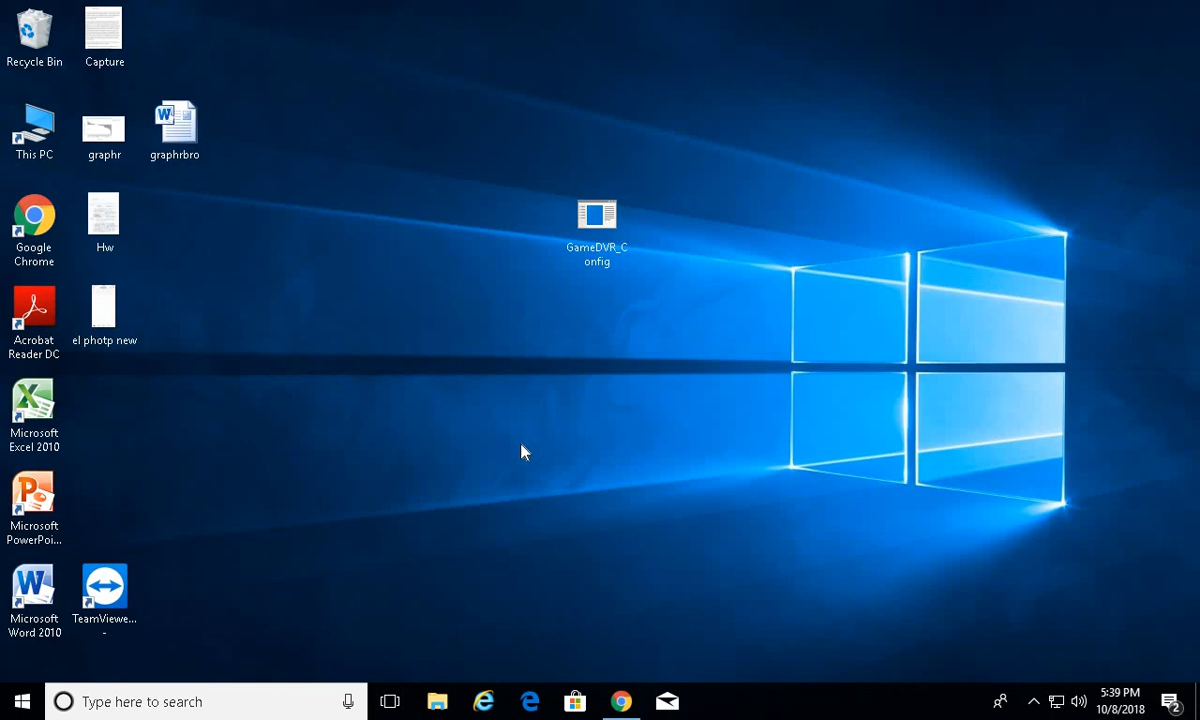 Recycle Bin
Capture
This PC
graphr
graphrbro
Google
Chrome
Hw
GameDVR_C
onfig
Acrobat
Reader DC
el photp new
Microsoft
Excel 2010
Microsoft
PowerPoi...
Microsoft
Word 2010
TeamViewe...
-
Type here to search
5:39 PM
10/8/2018
2